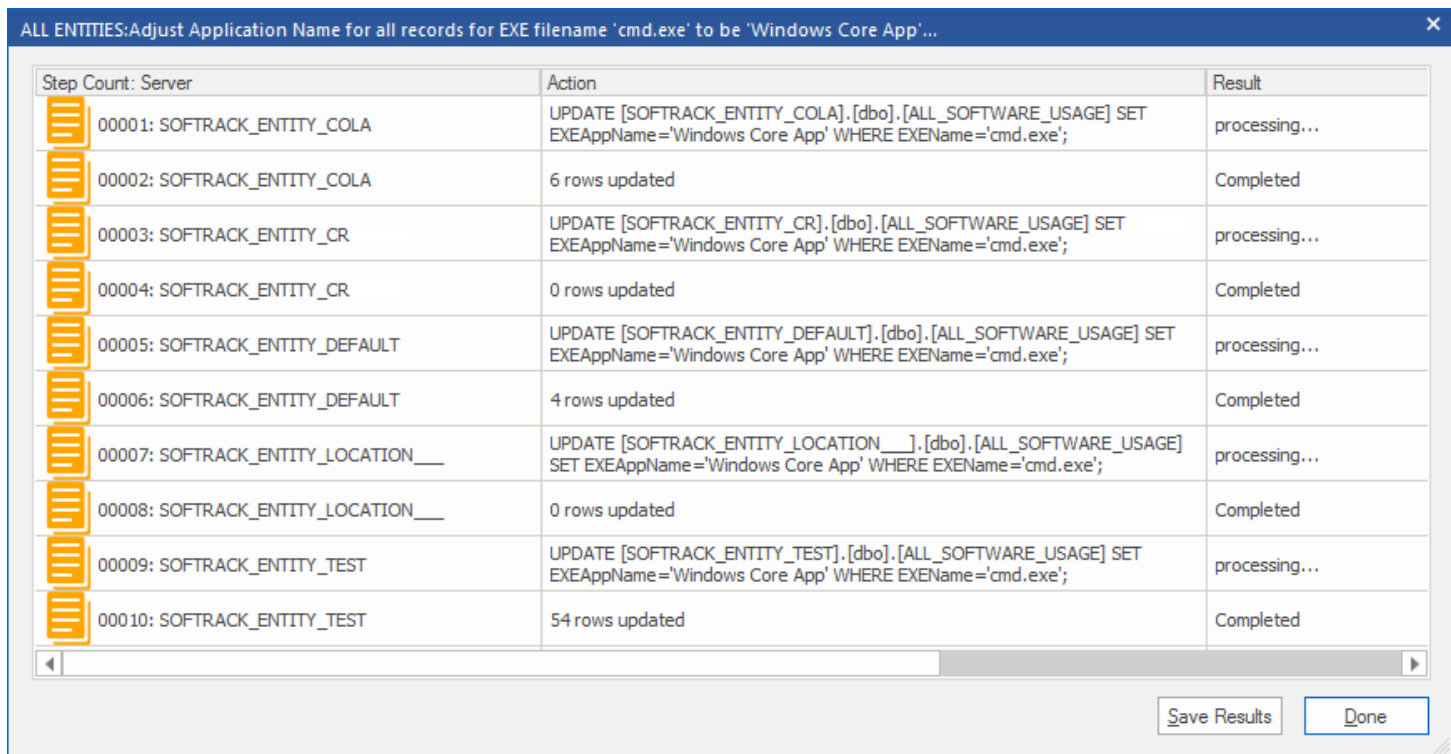 ALL ENTITIES:Adjust Application Name for all records for EXE filename 'cmd.exe' to be 'Windows Core App'...
Step Count: Server Action Result
00001: SOFTRACK_ENTITY_COLA
UPDATE [SOFTRACK_ENTITY_COLA].[dbo].[ALL_SOFTWARE_USAGE] SET
EXEAppName='Windows Core App' WHERE EXEName='cmd.exe';
processing...
00002: SOFTRACK_ENTITY_COLA 6 rows updated Completed
00003: SOFTRACK_ENTITY_CR
UPDATE [SOFTRACK_ENTITY_CR].[dbo].[ALL_SOFTWARE_USAGE] SET
EXEAppName='Windows Core App' WHERE EXEName='cmd.exe';
processing...
00004: SOFTRACK_ENTITY_CR 0 rows updated Completed
00005: SOFTRACK_ENTITY_DEFAULT
UPDATE [SOFTRACK_ENTITY_DEFAULT].[dbo].[ALL_SOFTWARE_USAGE] SET
EXEAppName='Windows Core App' WHERE EXEName='cmd.exe';
processing...
00006: SOFTRACK_ENTITY_DEFAULT 4 rows updated Completed
00007: SOFTRACK_ENTITY_LOCATION___
UPDATE [SOFTRACK_ENTITY_LOCATION___].[dbo].[ALL_SOFTWARE_USAGE]
SET EXEAppName='Windows Core App' WHERE EXEName='cmd.exe';
processing...
00008: SOFTRACK_ENTITY_LOCATION___ 0 rows updated Completed
00009: SOFTRACK_ENTITY_TEST
UPDATE [SOFTRACK_ENTITY_TEST].[dbo].[ALL_SOFTWARE_USAGE] SET
EXEAppName='Windows Core App' WHERE EXEName='cmd.exe';
processing...
00010: SOFTRACK_ENTITY_TEST 54 rows updated Completed
Save Results Done